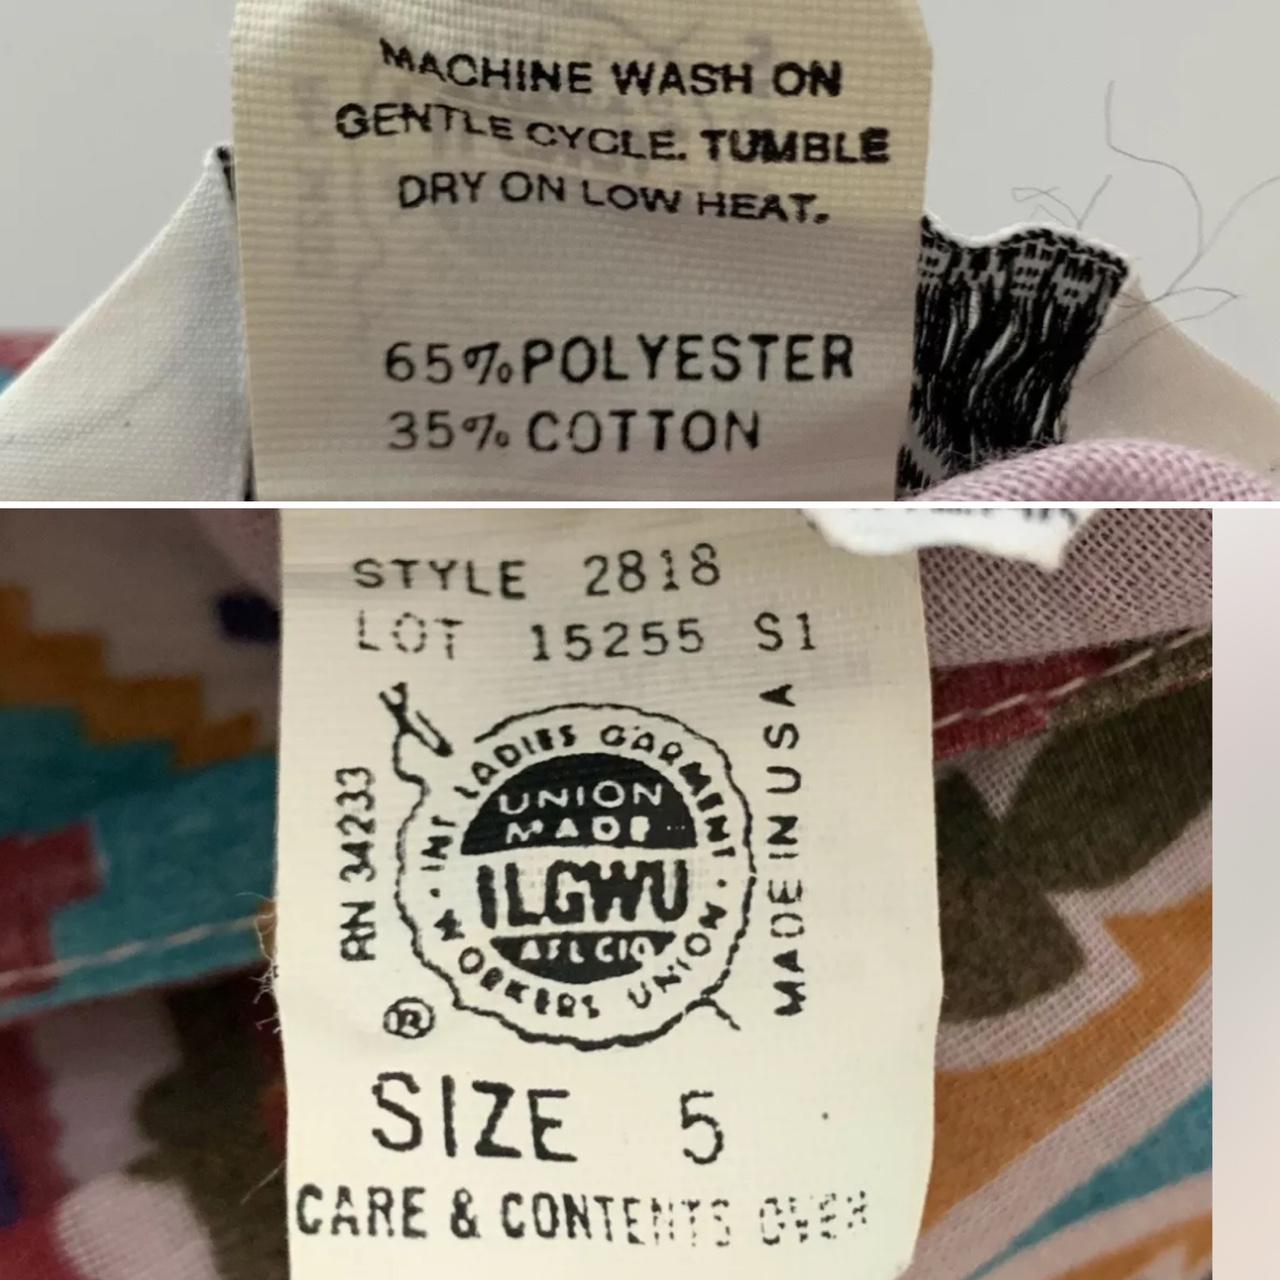 MACHINE WASH ON
GENTLE CYCLE. TUMBLE
DRY ON LOW HEAT.
65% POLYESTER
35% COTTON
STYLE 2818
LOT 15255 S1
RN 34233
INT LADIES GARMENT
WORKERS UNION
UNION
MADE
ILGWU
AFL CIO
®
MADE IN USA
SIZE 5
CARE & CONTENTS OVER